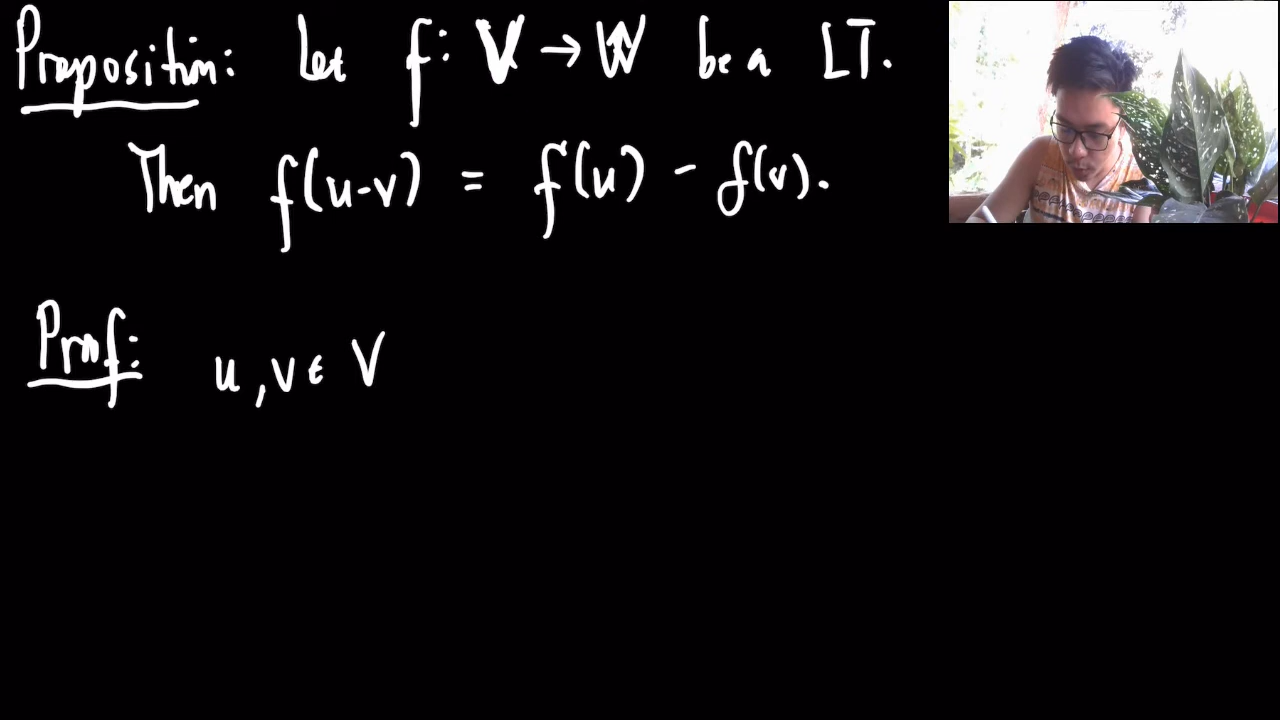 Proposition: Let f: V → W be a LT.
Then f(u-v) = f(u) - f(v).
Proof: u, v ∈ V